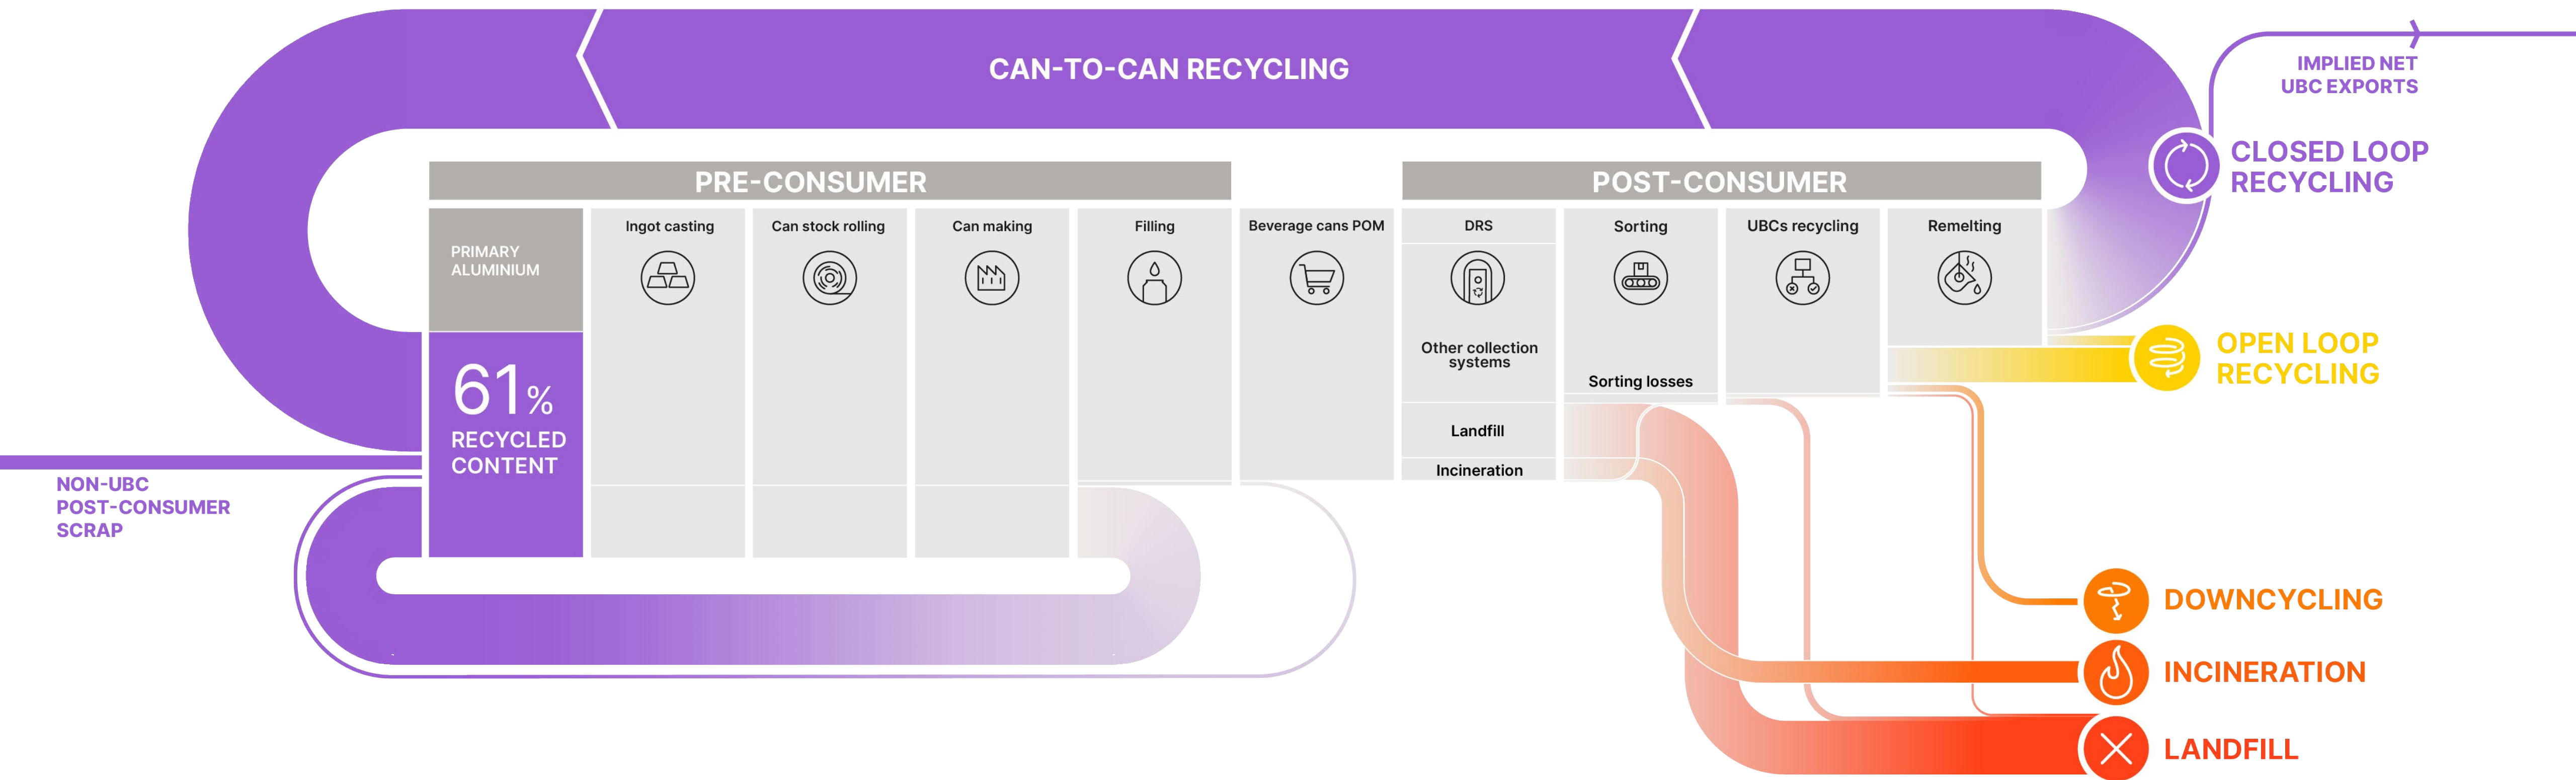 CAN-TO-CAN RECYCLING
IMPLIED NET
UBC EXPORTS
CLOSED LOOP
RECYCLING
PRE-CONSUMER
POST-CONSUMER
PRIMARY
ALUMINIUM
Ingot casting
Can stock rolling
Can making
Filling
Beverage cans POM
DRS
Sorting
UBCs recycling
Remelting
Other collection
systems
Sorting losses
Landfill
Incineration
61%
RECYCLED
CONTENT
NON-UBC
POST-CONSUMER
SCRAP
OPEN LOOP
RECYCLING
DOWNCYCLING
INCINERATION
LANDFILL